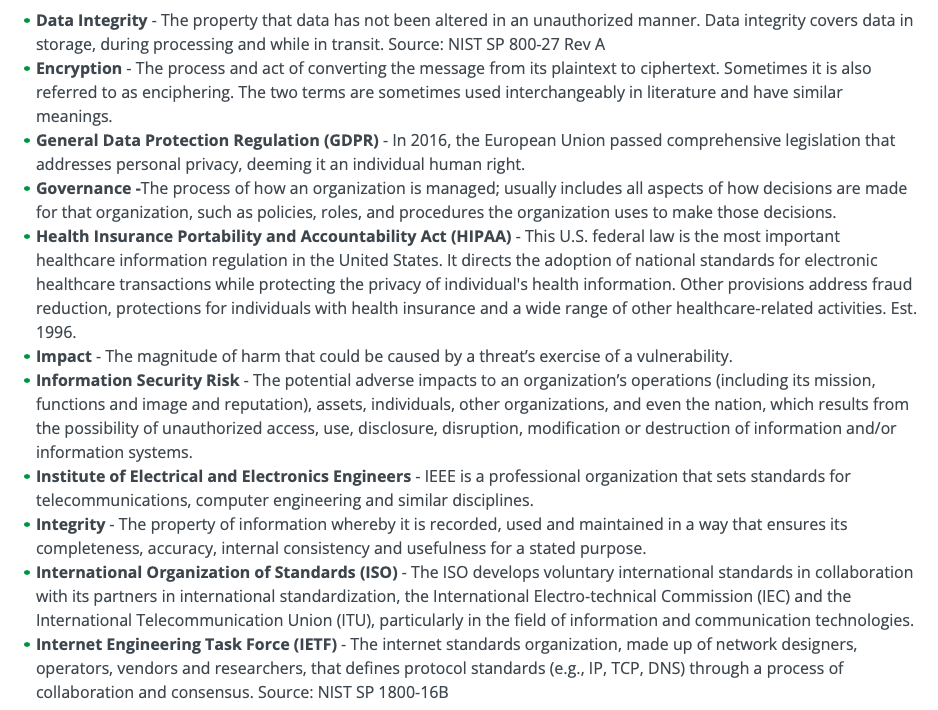 • Data Integrity - The property that data has not been altered in an unauthorized manner. Data integrity covers data in
storage, during processing and while in transit. Source: NIST SP 800-27 Rev A
• Encryption - The process and act of converting the message from its plaintext to ciphertext. Sometimes it is also
referred to as enciphering. The two terms are sometimes used interchangeably in literature and have similar
meanings.
• General Data Protection Regulation (GDPR) - In 2016, the European Union passed comprehensive legislation that
addresses personal privacy, deeming it an individual human right.
• Governance -The process of how an organization is managed; usually includes all aspects of how decisions are made
for that organization, such as policies, roles, and procedures the organization uses to make those decisions.
• Health Insurance Portability and Accountability Act (HIPAA) - This U.S. federal law is the most important
healthcare information regulation in the United States. It directs the adoption of national standards for electronic
healthcare transactions while protecting the privacy of individual's health information. Other provisions address fraud
reduction, protections for individuals with health insurance and a wide range of other healthcare-related activities. Est.
1996.
• Impact - The magnitude of harm that could be caused by a threat’s exercise of a vulnerability.
• Information Security Risk - The potential adverse impacts to an organization’s operations (including its mission,
functions and image and reputation), assets, individuals, other organizations, and even the nation, which results from
the possibility of unauthorized access, use, disclosure, disruption, modification or destruction of information and/or
information systems.
• Institute of Electrical and Electronics Engineers - IEEE is a professional organization that sets standards for
telecommunications, computer engineering and similar disciplines.
• Integrity - The property of information whereby it is recorded, used and maintained in a way that ensures its
completeness, accuracy, internal consistency and usefulness for a stated purpose.
• International Organization of Standards (ISO) - The ISO develops voluntary international standards in collaboration
with its partners in international standardization, the International Electro-technical Commission (IEC) and the
International Telecommunication Union (ITU), particularly in the field of information and communication technologies.
• Internet Engineering Task Force (IETF) - The internet standards organization, made up of network designers,
operators, vendors and researchers, that defines protocol standards (e.g., IP, TCP, DNS) through a process of
collaboration and consensus. Source: NIST SP 1800-16B